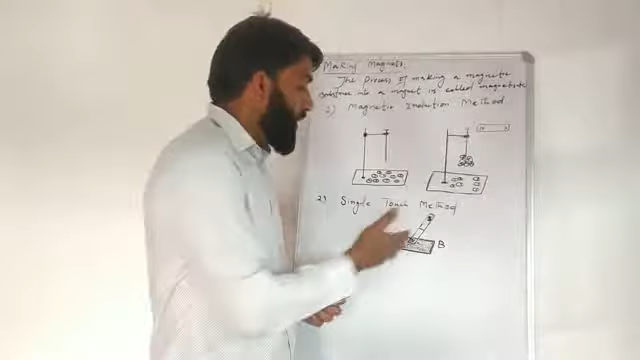 Making Magnets:
The process of making a magnetic
substance into a magnet is called
1) Magnetic Induction Method
2) Single Touch Method
B